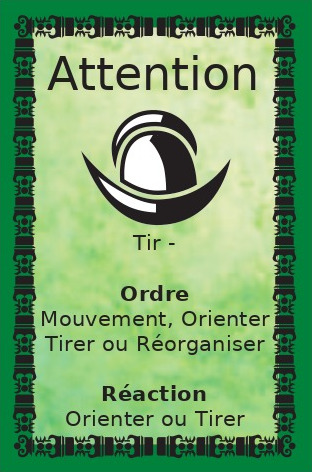 Attention
Tir -
Ordre
Mouvement, Orienter
Tirer ou Réorganiser
Réaction
Orienter ou Tirer